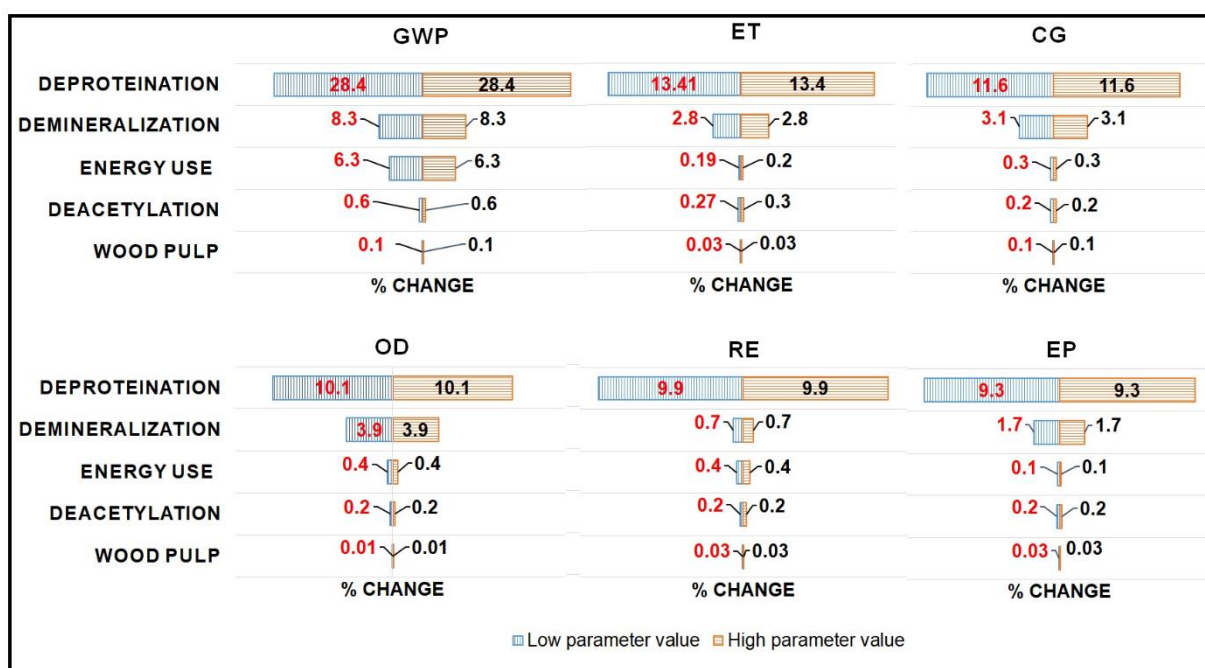 GWP ET CG
DEPROTEINATION 28.4 28.4 13.41 13.4 11.6 11.6
DEMINERALIZATION 8.3 8.3 2.8 2.8 3.1 3.1
ENERGY USE 6.3 6.3 0.19 0.2 0.3 0.3
DEACETYLATION 0.6 0.6 0.27 0.3 0.2 0.2
WOOD PULP 0.1 0.1 0.03 0.03 0.1 0.1
% CHANGE % CHANGE % CHANGE
OD RE EP
DEPROTEINATION 10.1 10.1 9.9 9.9 9.3 9.3
DEMINERALIZATION 3.9 3.9 0.7 0.7 1.7 1.7
ENERGY USE 0.4 0.4 0.4 0.4 0.1 0.1
DEACETYLATION 0.2 0.2 0.2 0.2 0.2 0.2
WOOD PULP 0.01 0.01 0.03 0.03 0.03 0.03
% CHANGE % CHANGE % CHANGE
Low parameter value High parameter value